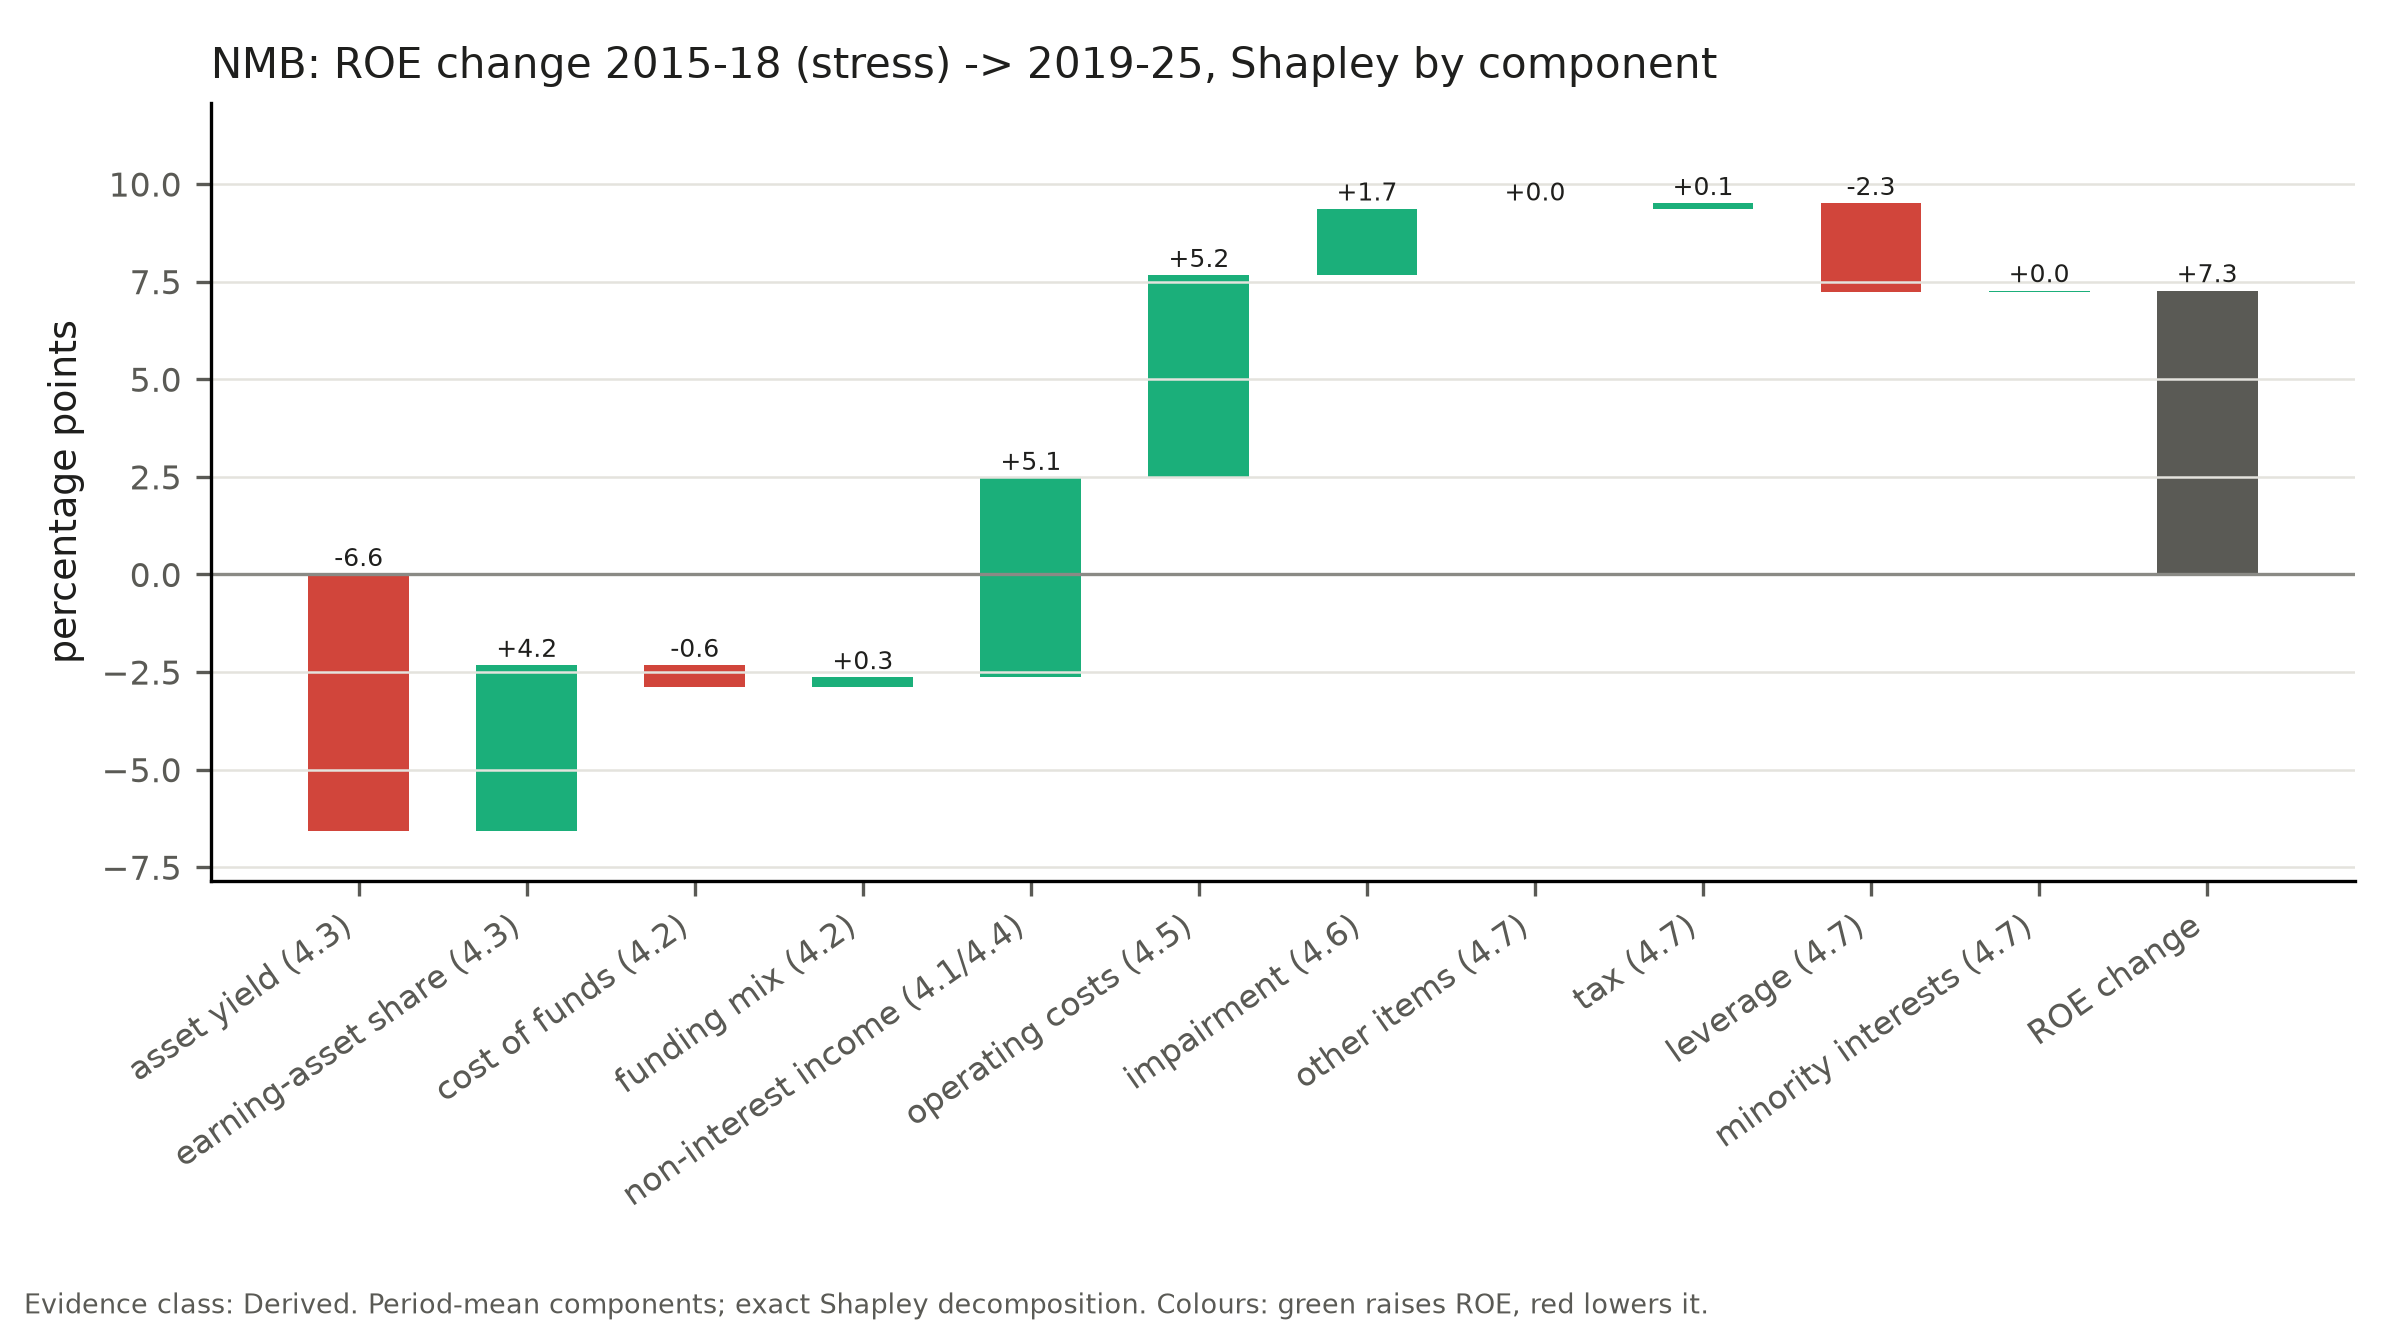 NMB: ROE change 2015-18 (stress) -> 2019-25, Shapley by component
percentage points
10.0
7.5
5.0
2.5
0.0
−2.5
−5.0
−7.5
-6.6
+4.2
-0.6
+0.3
+5.1
+5.2
+1.7
+0.0
+0.1
-2.3
+0.0
+7.3
asset yield (4.3)
earning-asset share (4.3)
cost of funds (4.2)
funding mix (4.2)
non-interest income (4.1/4.4)
operating costs (4.5)
impairment (4.6)
other items (4.7)
tax (4.7)
leverage (4.7)
minority interests (4.7)
ROE change
Evidence class: Derived. Period-mean components; exact Shapley decomposition. Colours: green raises ROE, red lowers it.